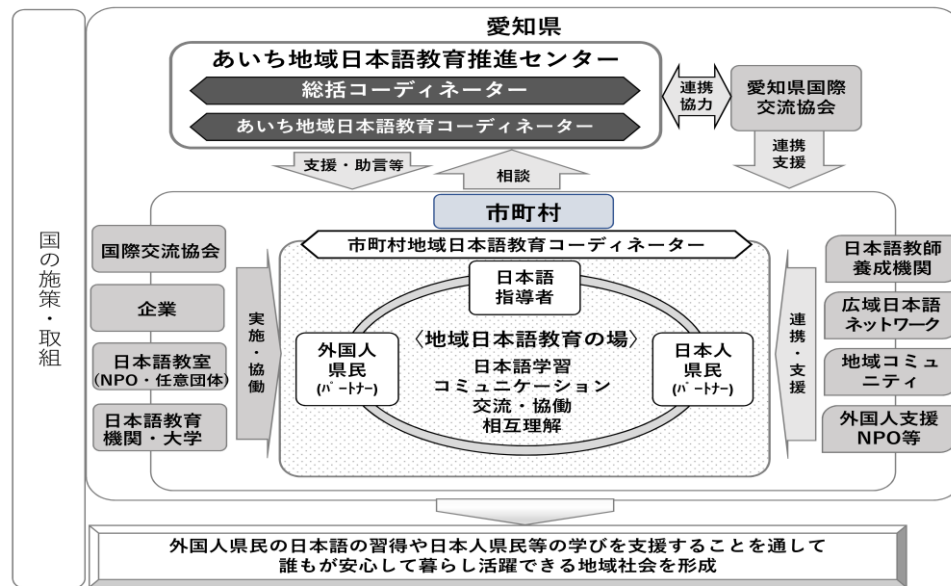 国の施策・取組
愛知県
あいち地域日本語教育推進センター
総括コーディネーター
あいち地域日本語教育コーディネーター
連携
協力
愛知県国際
交流協会
支援・助言等
相談
連携
支援
市町村
市町村地域日本語教育コーディネーター
国際交流協会
企業
日本語教室
(NPO・任意団体)
日本語教育
機関・大学
実施・協働
日本語
指導者
外国人
県民
(パートナー)
〈地域日本語教育の場〉
日本語学習
コミュニケーション
交流・協働
相互理解
日本人
県民
(パートナー)
連携・支援
日本語教師
養成機関
広域日本語
ネットワーク
地域コミュ
ニティ
外国人支援
NPO等
外国人県民の日本語の習得や日本人県民等の学びを支援することを通して
誰もが安心して暮らし活躍できる地域社会を形成